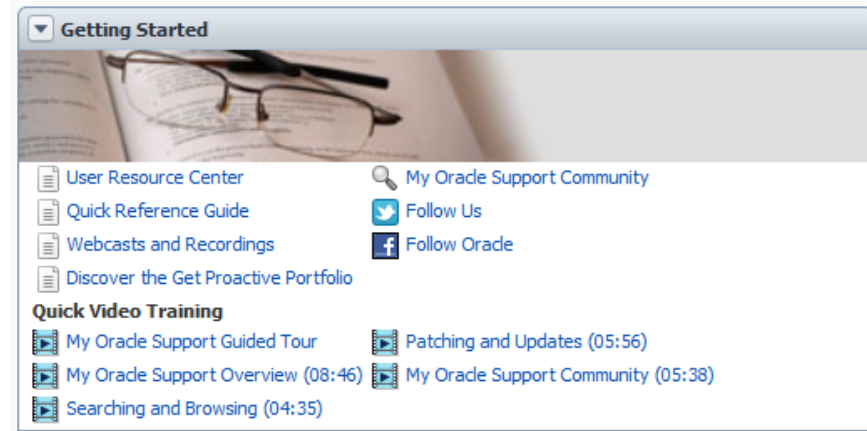 Getting Started
User Resource Center
My Oracle Support Community
Quick Reference Guide
Follow Us
Webcasts and Recordings
Follow Oracle
Discover the Get Proactive Portfolio
Quick Video Training
My Oracle Support Guided Tour
Patching and Updates (05:56)
My Oracle Support Overview (08:46)
My Oracle Support Community (05:38)
Searching and Browsing (04:35)